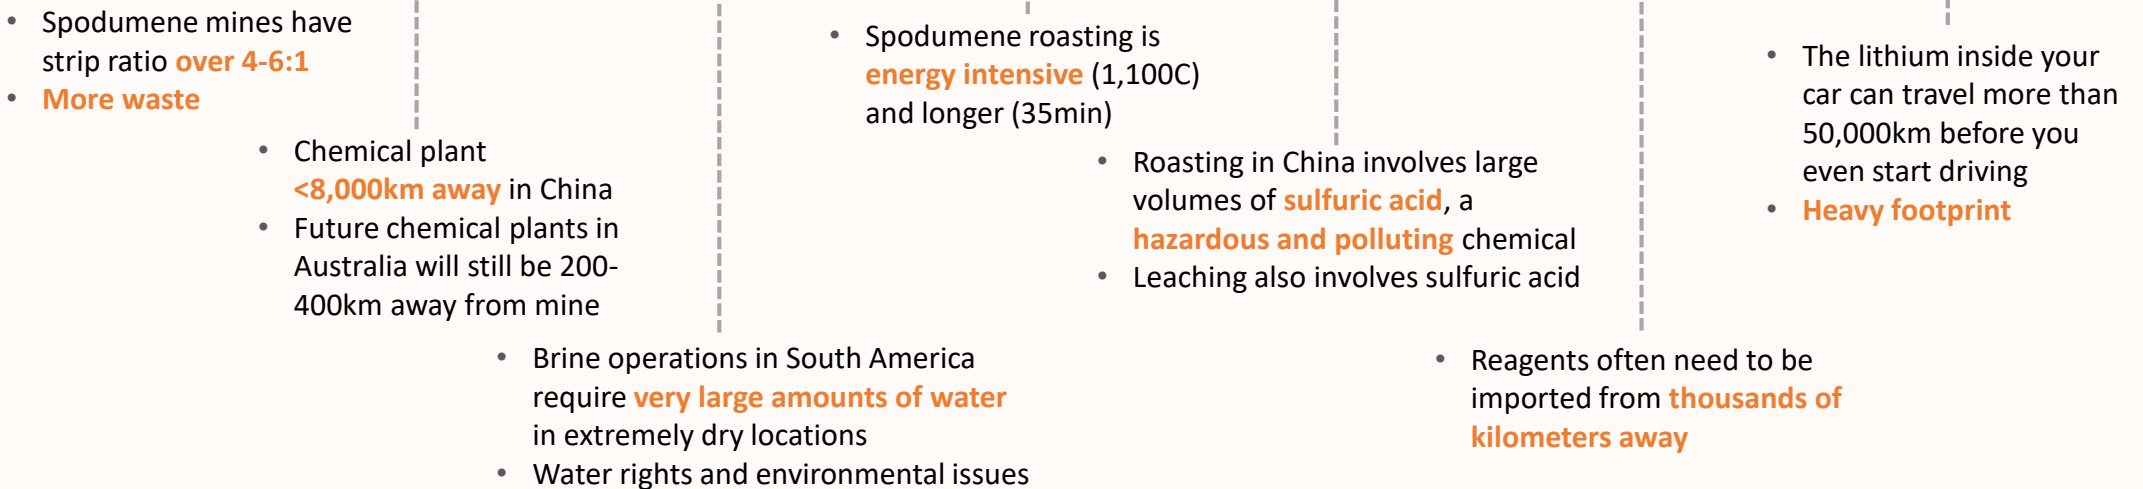 • Spodumene mines have
strip ratio over 4-6:1
• More waste
• Chemical plant
<8,000km away in China
• Future chemical plants in
Australia will still be 200-
400km away from mine
• Brine operations in South America
require very large amounts of water
in extremely dry locations
• Water rights and environmental issues
• Spodumene roasting is
energy intensive (1,100C)
and longer (35min)
• Roasting in China involves large
volumes of sulfuric acid, a
hazardous and polluting chemical
• Leaching also involves sulfuric acid
• Reagents often need to be
imported from thousands of
kilometers away
• The lithium inside your
car can travel more than
50,000km before you
even start driving
• Heavy footprint